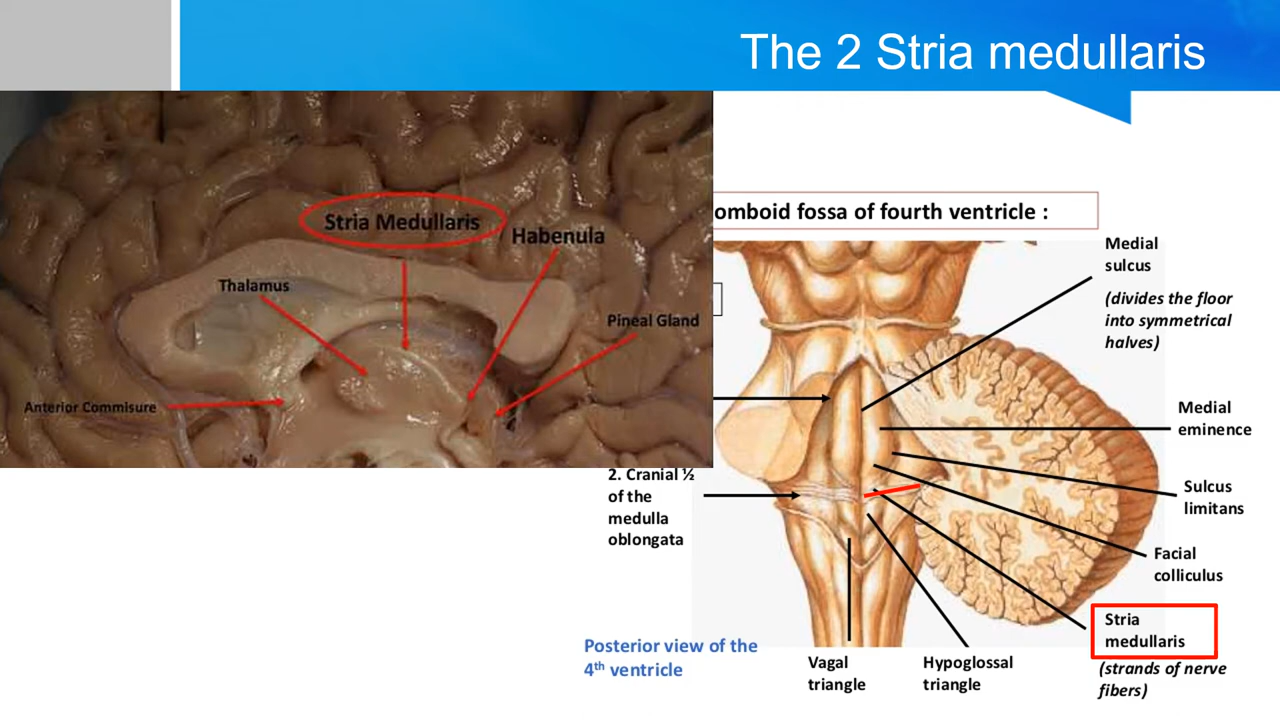 The 2 Stria medullaris
Stria Medullaris
Habenula
Thalamus
Pineal Gland
Anterior Commisure
omboid fossa of fourth ventricle :
Medial
sulcus
(divides the floor
into symmetrical
halves)
Medial
eminence
Sulcus
limitans
Facial
colliculus
Stria
medullaris
(strands of nerve
fibers)
2. Cranial ½
of the
medulla
oblongata
Posterior view of the
4th ventricle
Vagal
triangle
Hypoglossal
triangle